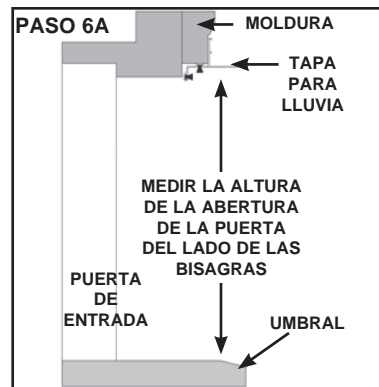 PASO 6A
MOLDURA
TAPA
PARA
LLUVIA
MEDIR LA ALTURA
DE LA ABERTURA
DE LA PUERTA
DEL LADO DE LAS
BISAGRAS
PUERTA
DE
ENTRADA
UMBRAL